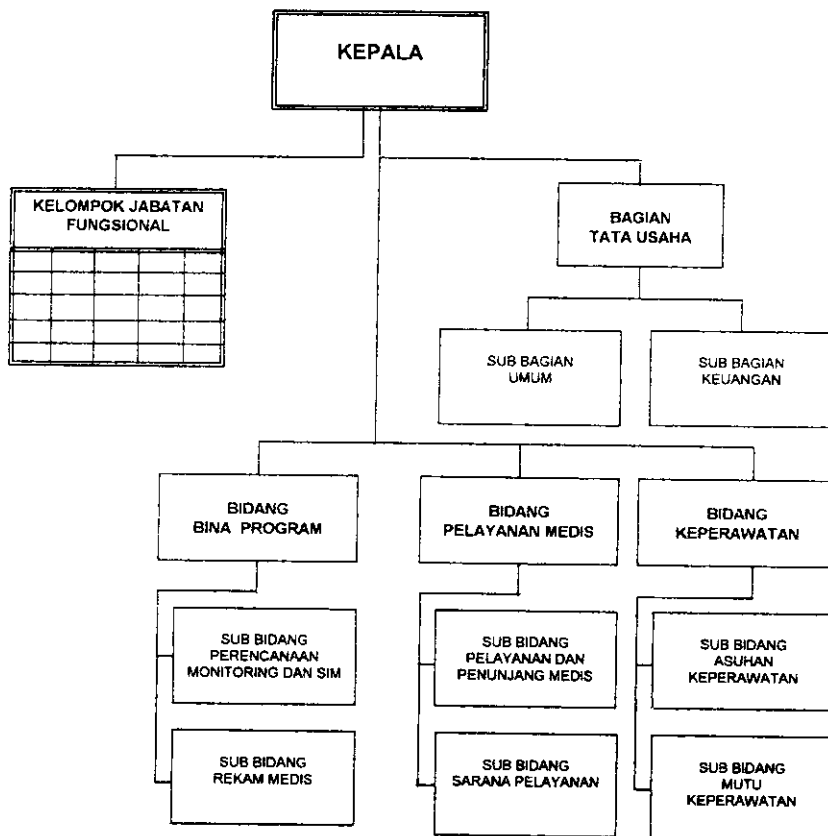 KEPALA
KELOMPOK JABATAN
FUNGSIONAL
BAGIAN
TATA USAHA
SUB BAGIAN
UMUM
SUB BAGIAN
KEUANGAN
BIDANG
BINA PROGRAM
BIDANG
PELAYANAN MEDIS
BIDANG
KEPERAWATAN
SUB BIDANG
PERENCANAAN
MONITORING DAN SIM
SUB BIDANG
PELAYANAN DAN
PENUNJANG MEDIS
SUB BIDANG
ASUHAN
KEPERAWATAN
SUB BIDANG
REKAM MEDIS
SUB BIDANG
SARANA PELAYANAN
SUB BIDANG
MUTU
KEPERAWATAN